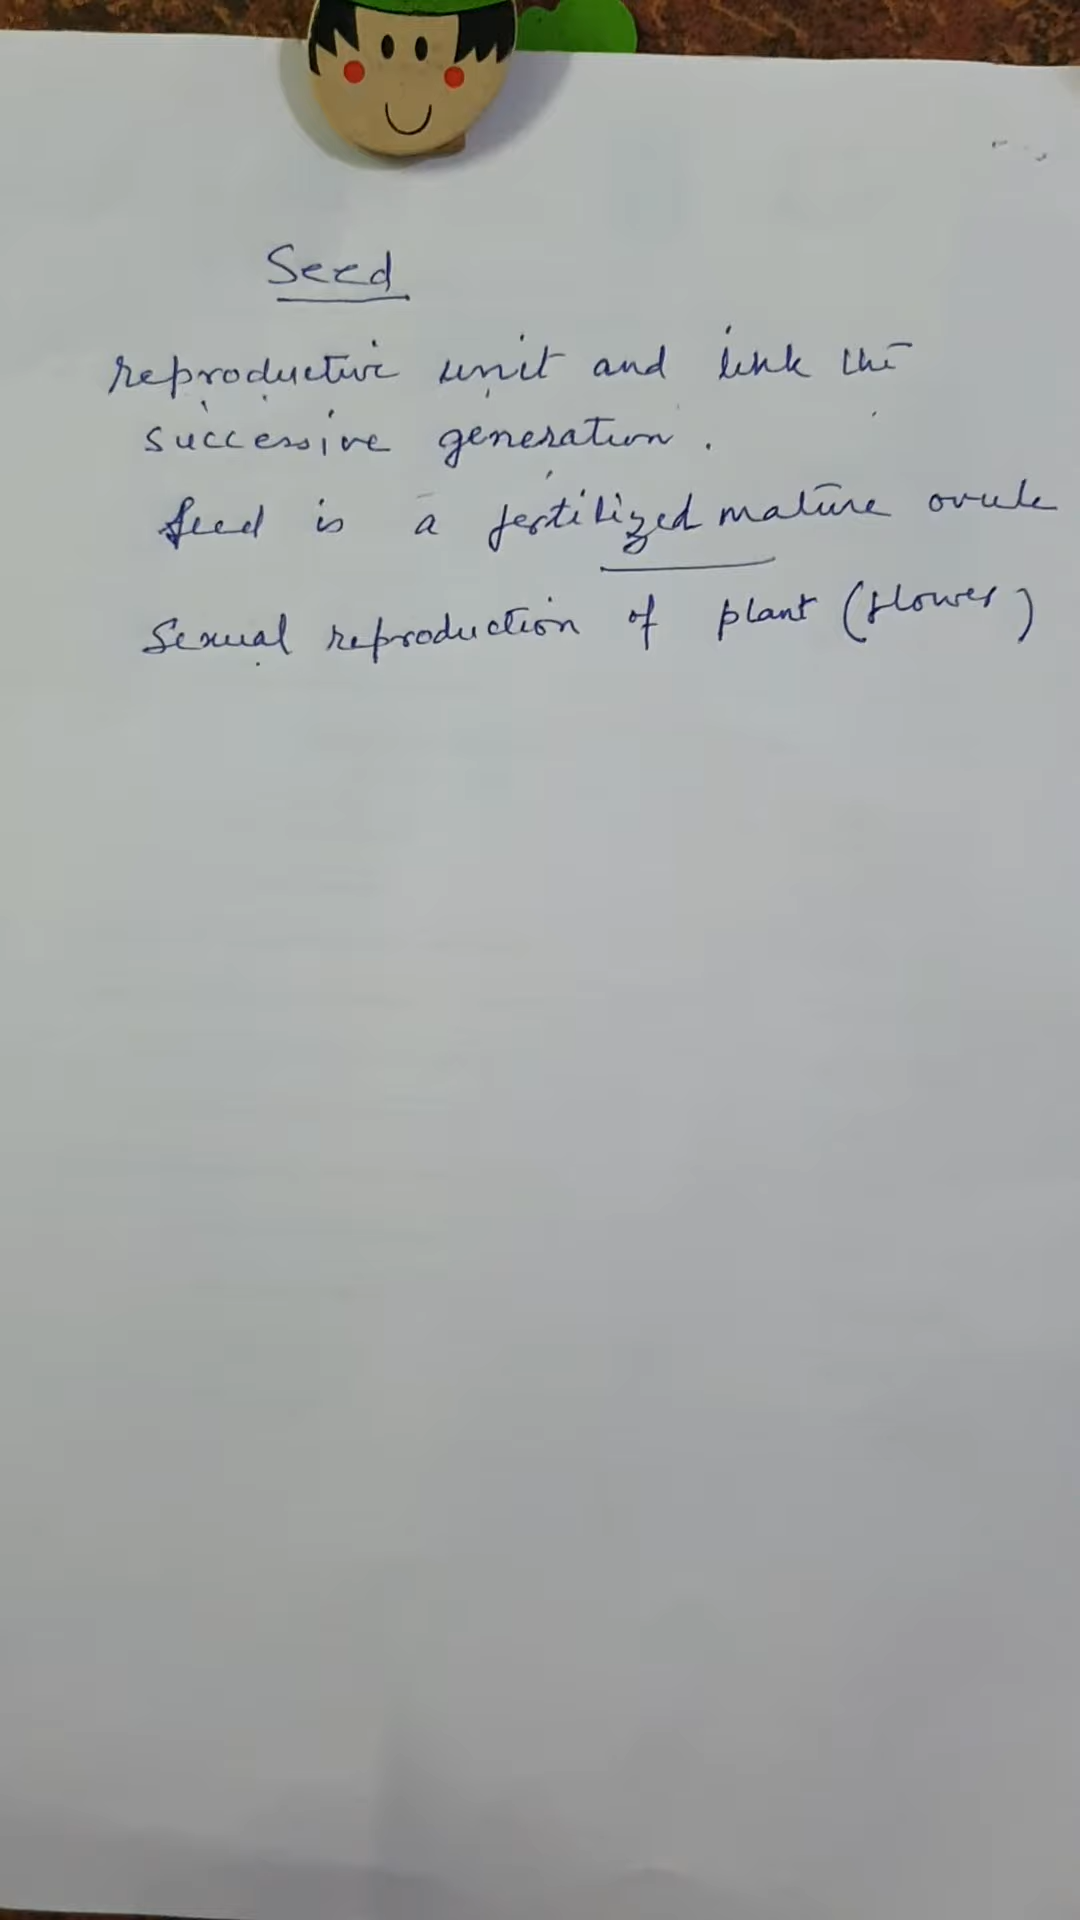 Seed
reproductive unit and link the
successive generation.
Seed is a fertilized mature ovule
Sexual reproduction of plant (flower)